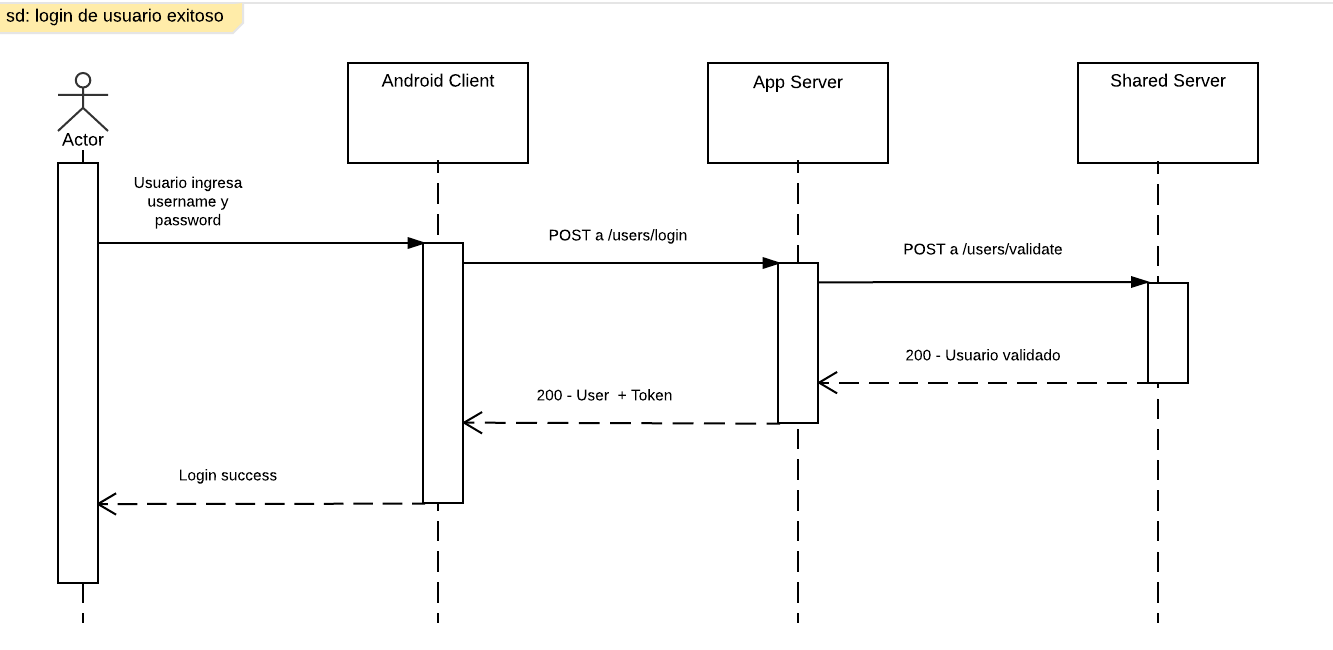 sd: login de usuario exitoso
Android Client
App Server
Shared Server
Actor
Usuario ingresa
username y
password
POST a /users/login
POST a /users/validate
200 - Usuario validado
200 - User + Token
Login success